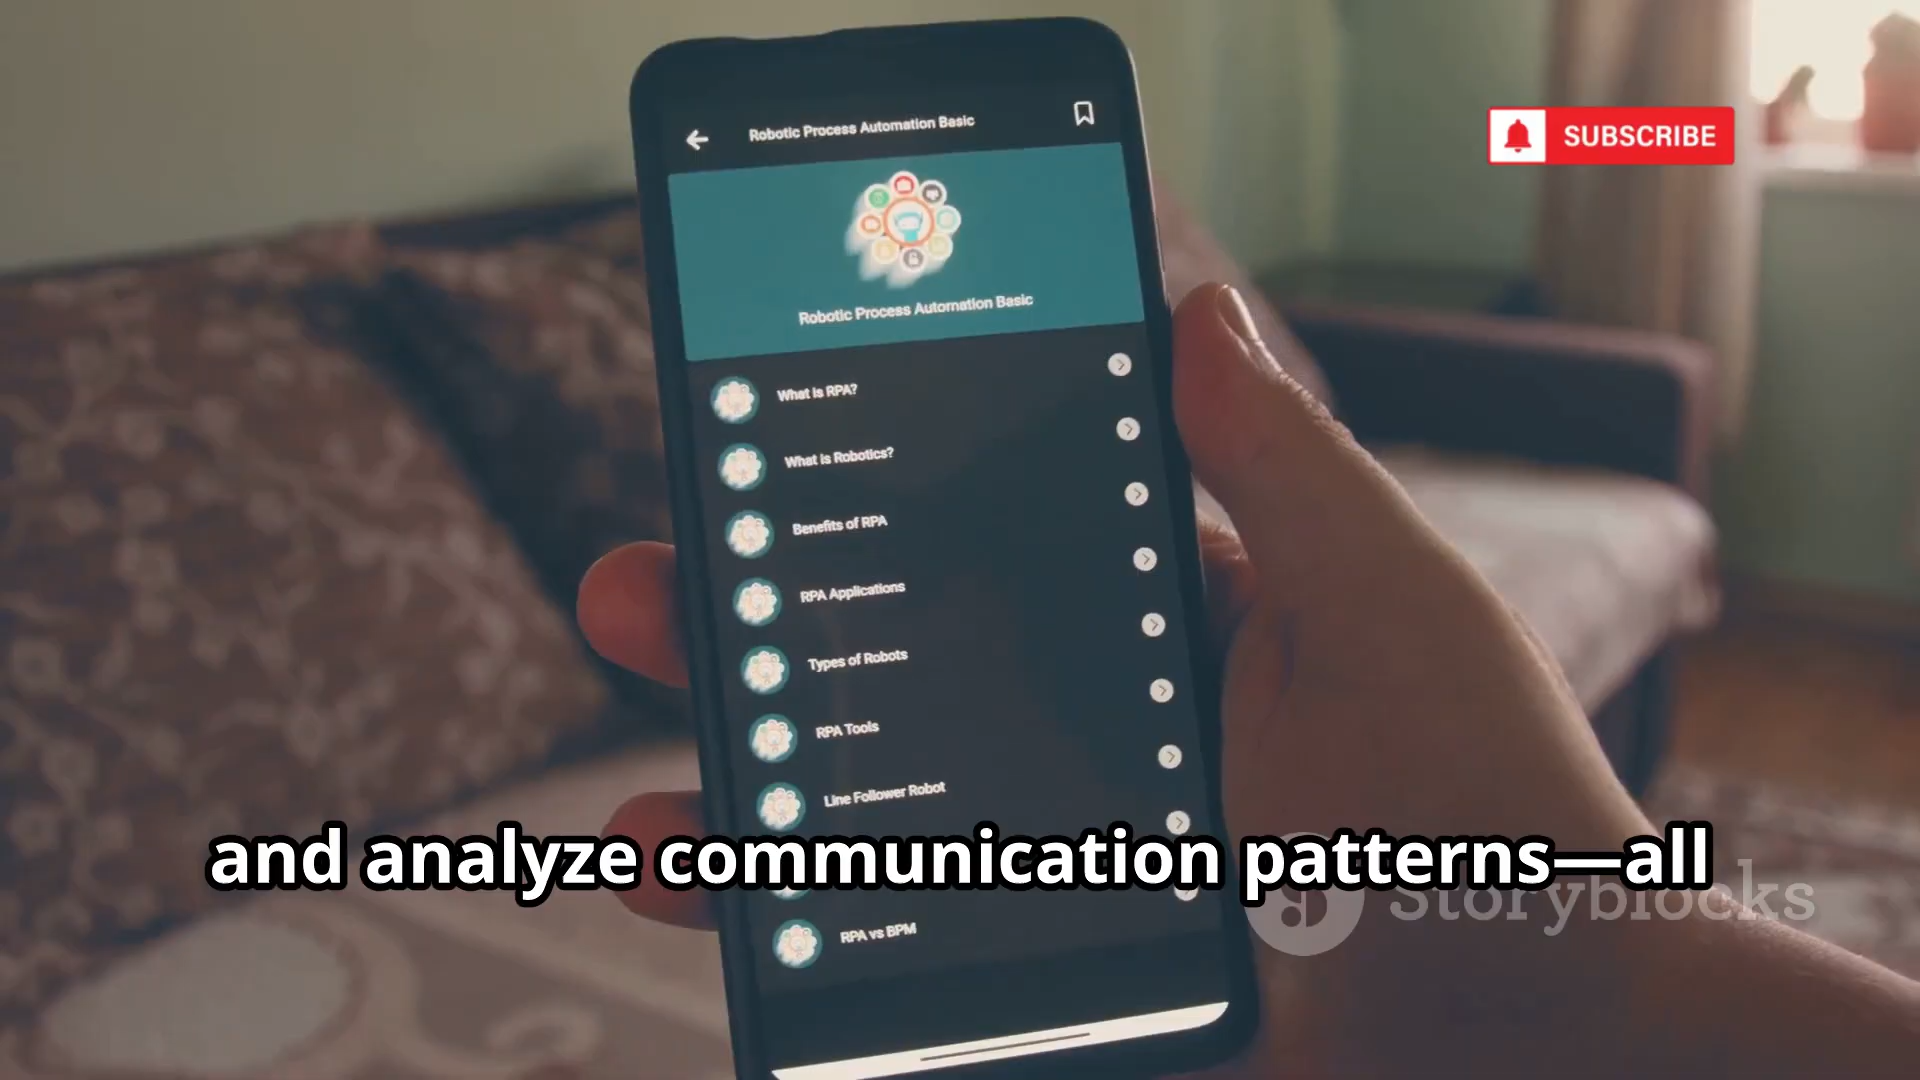 Robotic Process Automation Basic
SUBSCRIBE
Robotic Process Automation Basic
What is RPA?
What is Robotics?
Benefits of RPA
RPA Applications
Types of Robots
RPA Tools
Line Follower Robot
and analyze communication patterns—all
Storyblocks
RPA vs BPM